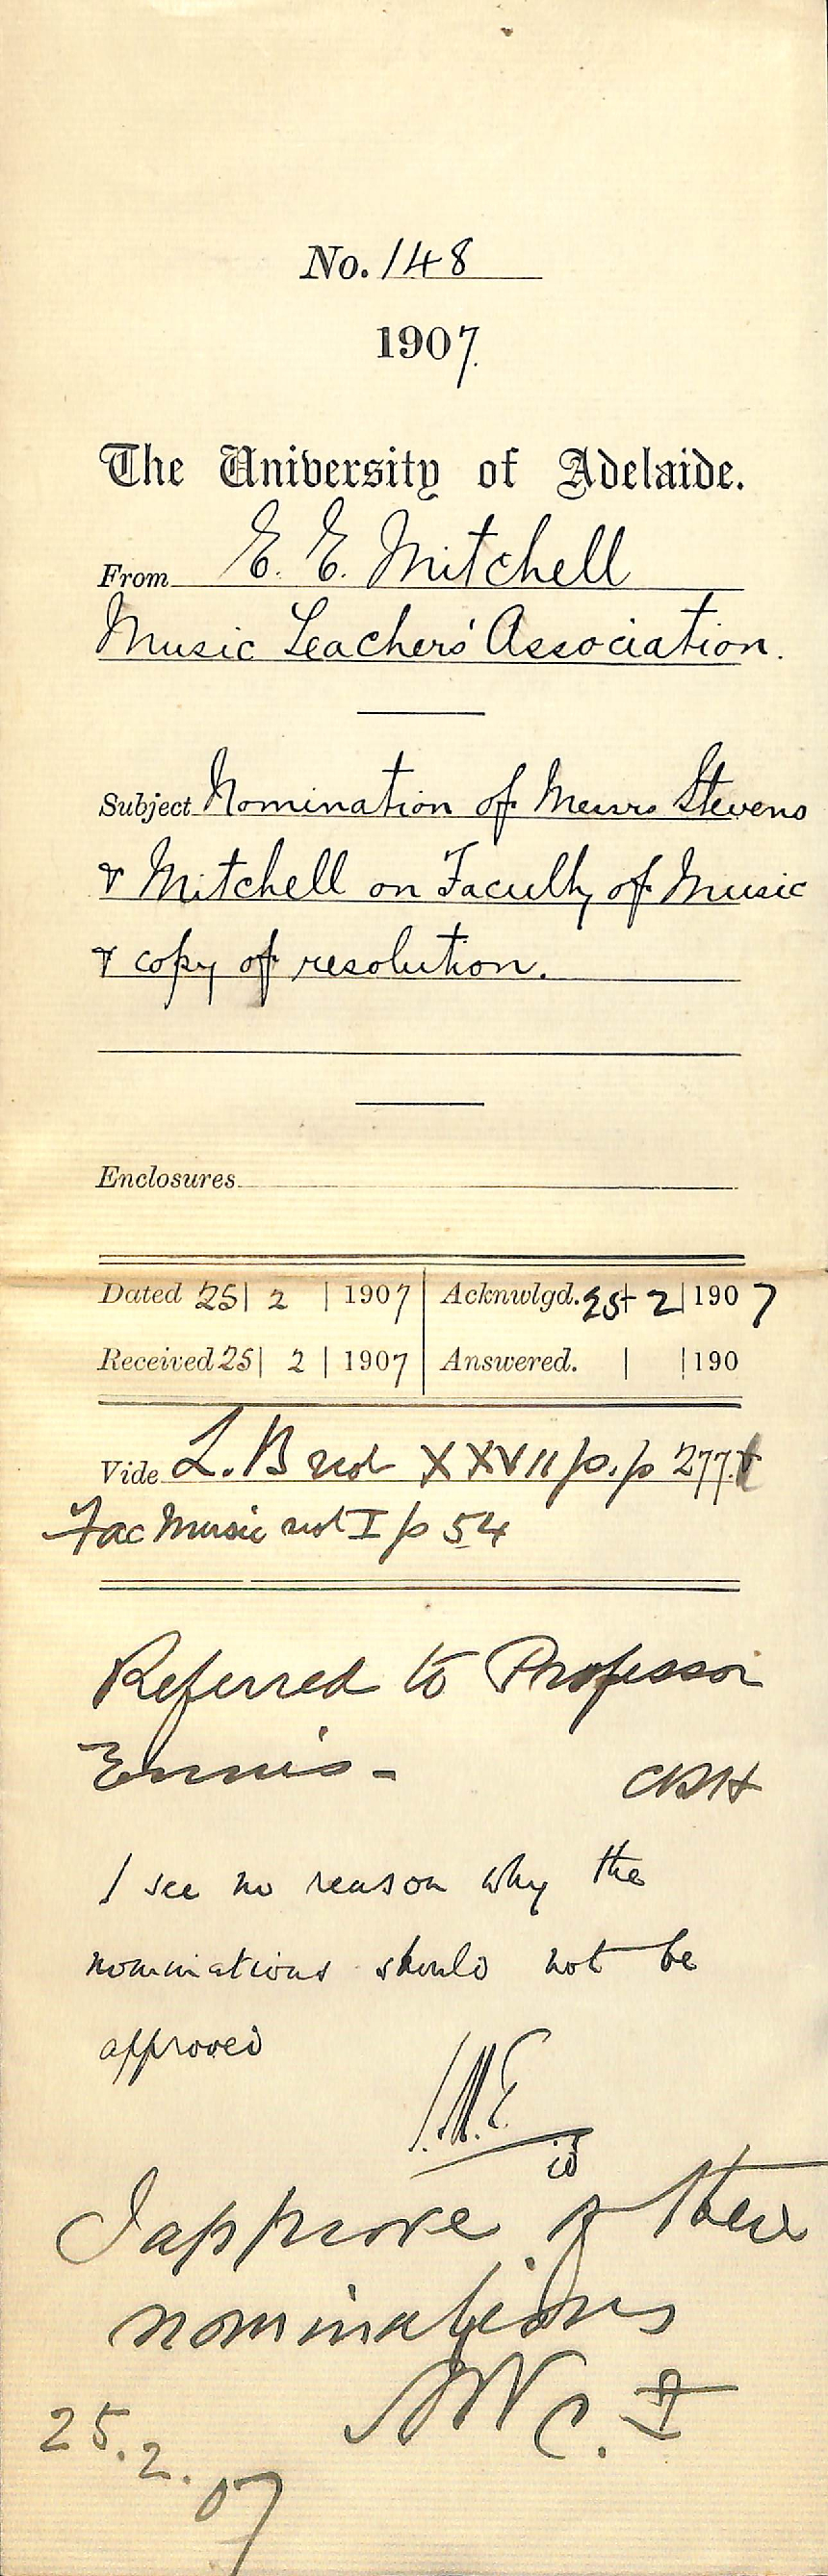 No. 148
1907.
The University of Adelaide.
From E. E. Mitchell
Music Teachers' Association.
Subject Nomination of Messrs Stevens
& Mitchell on Faculty of Music
& copy of resolution.
Enclosures
Dated 25 | 2 | 1907 Acknwlgd. 25 | 2 | 1907
Received 25 | 2 | 1907 Answered. | | 190
Vide L.B vol XXVII p.p 277.
Fac Music vol I p 54
Referred to Professor
Ennis -
I see no reason why the
nominations should not be
approved
I approve of these
nominations
25.2.07